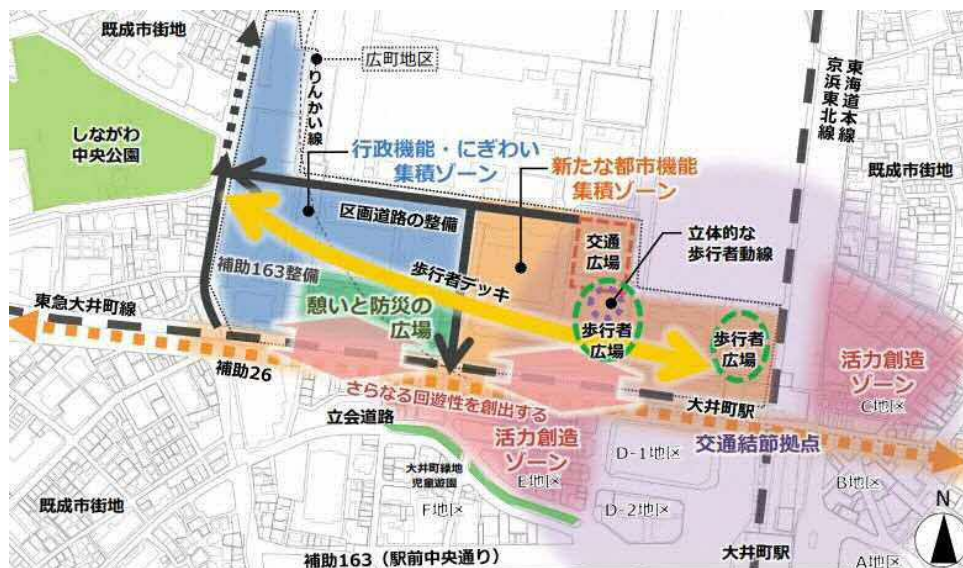 既成市街地
広町地区
りんかい線
東海道本線
京浜東北線
しながわ
中央公園
行政機能・にぎわい
集積ゾーン
新たな都市機能
集積ゾーン
既成市街地
区画道路の整備
交通
広場
立体的な
歩行者動線
補助163整備
歩行者デッキ
東急大井町線
憩いと防災の
広場
歩行者
広場
歩行者
広場
活力創造
ゾーン
C地区
補助26
さらなる回遊性を創出する
大井町駅
立会道路
活力創造
ゾーン
交通結節拠点
D-1地区
大井町緑地
児童遊園
E地区
B地区
既成市街地
F地区
D-2地区
N
補助163（駅前中央通り）
大井町駅
A地区